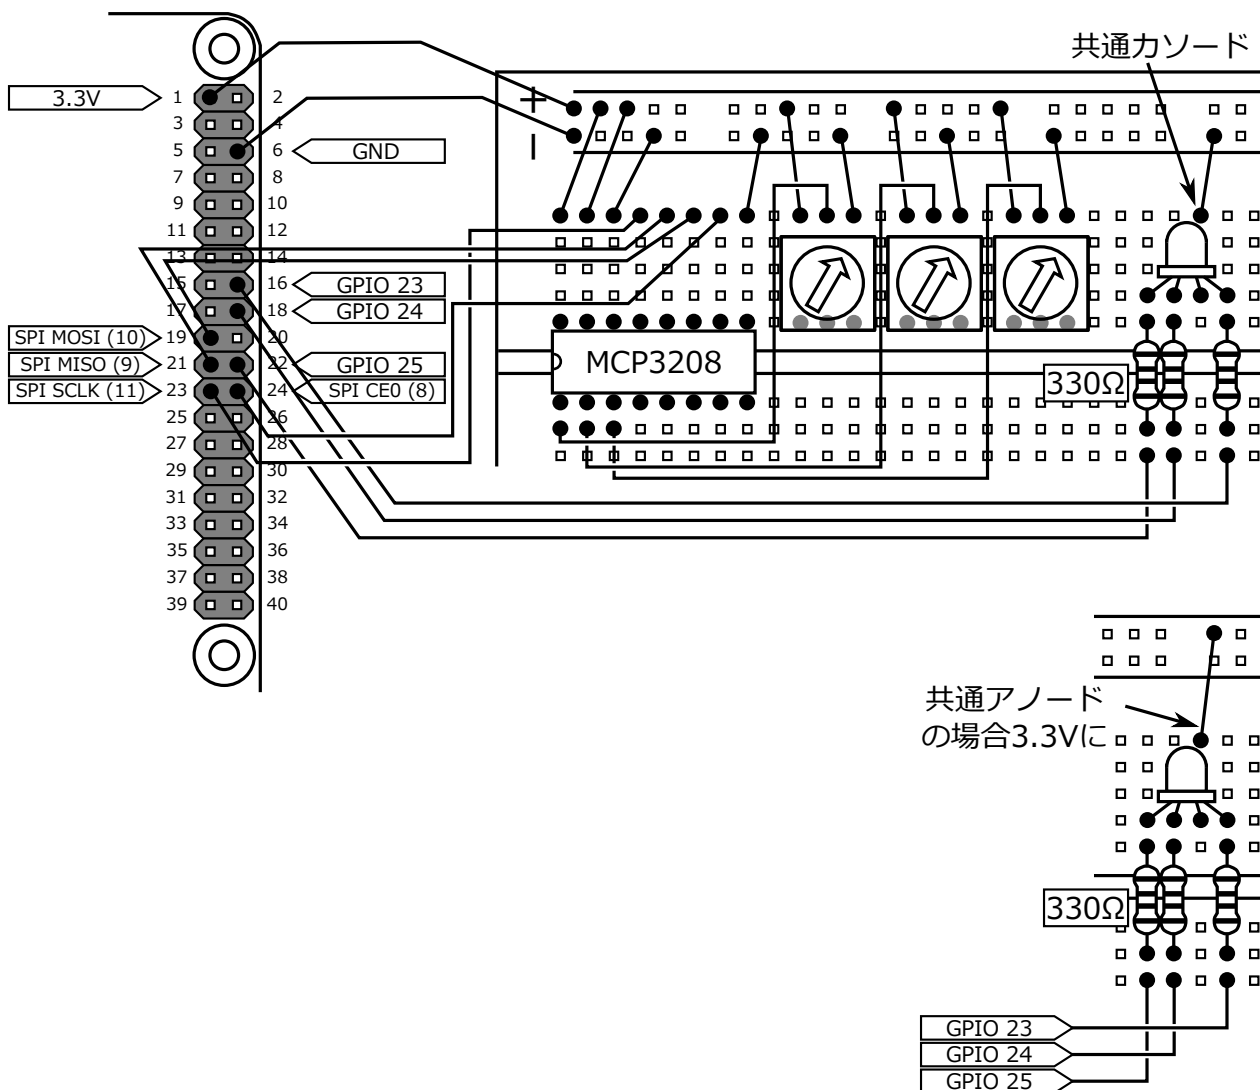 共通カソード
3.3V
1 2
3 4
5 6
GND
7 8
9 10
11 12
13 14
15 16
GPIO 23
17 18
GPIO 24
SPI MOSI (10)
19 20
SPI MISO (9)
21 22
GPIO 25
SPI SCLK (11)
23 24
SPI CE0 (8)
25 26
27 28
29 30
31 32
33 34
35 36
37 38
39 40
+
−
MCP3208
330Ω
共通アノード
の場合3.3Vに
330Ω
GPIO 23
GPIO 24
GPIO 25